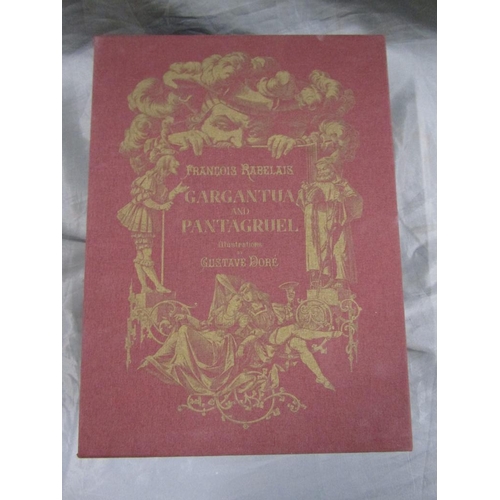 FRANÇOIS RABELAIS
GARGANTUA
AND
PANTAGRUEL
Illustrations
GUSTAVE DORÉ